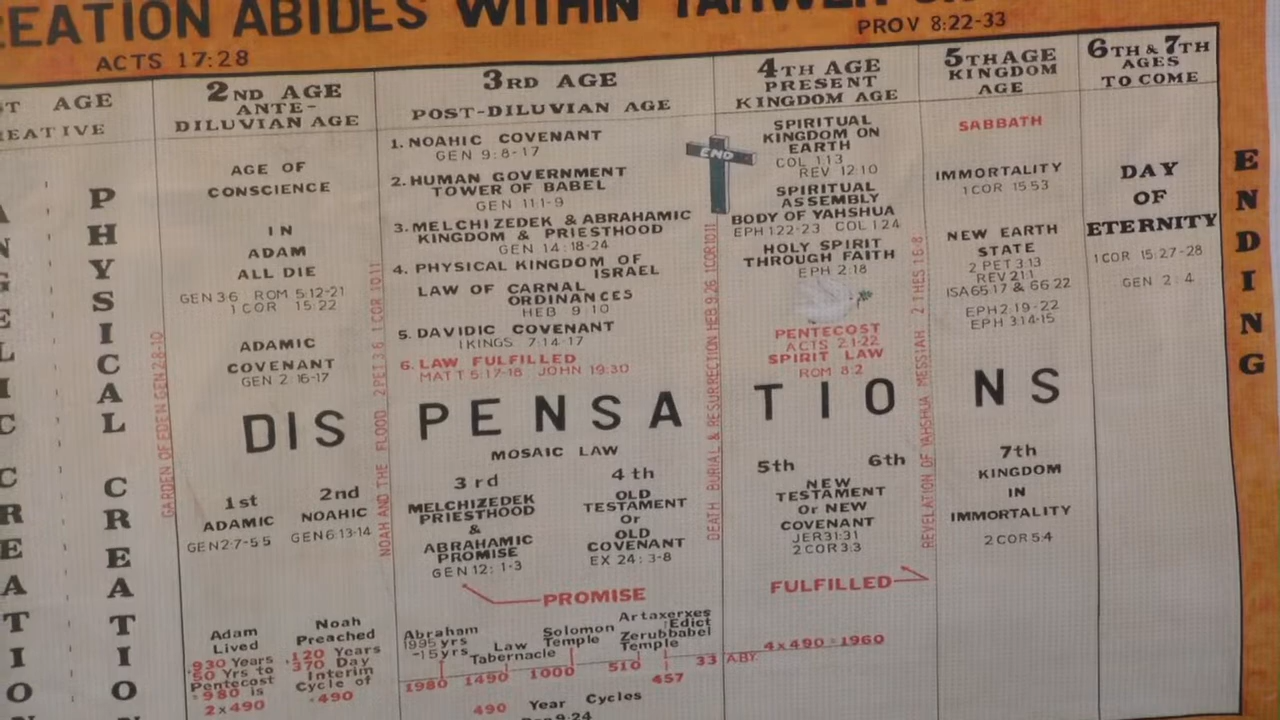 EEATION ABIDES WITHIN YAHWEH
ACTS 17:28
PROV 8:22-33
ST AGE
REATIVE
ANGELIC CREATION
PHYSICAL CREATION
2ND AGE
ANTE-
DILUVIAN AGE
AGE OF
CONSCIENCE
IN
ADAM
ALL DIE
GEN 3:6 ROM 5:12-21
1 COR 15:22
ADAMIC
COVENANT
GEN 2:16-17
GARDEN OF EDEN GEN 2:8-10
3RD AGE
POST-DILUVIAN AGE
1. NOAHIC COVENANT
GEN 9:8-17
2. HUMAN GOVERNMENT
TOWER OF BABEL
GEN 11:1-9
3. MELCHIZEDEK & ABRAHAMIC
KINGDOM & PRIESTHOOD
GEN 14:18-24
4. PHYSICAL KINGDOM OF
ISRAEL
LAW OF CARNAL
ORDINANCES
HEB 9:10
5. DAVIDIC COVENANT
I KINGS 7:14-17
6. LAW FULFILLED
MATT 5:17-18 JOHN 19:30
NOAH AND THE FLOOD 2PET 3:6 1COR 10:11
4TH AGE
PRESENT
KINGDOM AGE
END
SPIRITUAL
KINGDOM ON
EARTH
COL 1:13
REV 12:10
SPIRITUAL
ASSEMBLY
BODY OF YAHSHUA
EPH 1:22-23 COL 1:24
HOLY SPIRIT
THROUGH FAITH
EPH 2:18
PENTECOST
ACTS 2:1-22
SPIRIT LAW
ROM 8:2
DEATH BURIAL & RESURRECTION HEB 9:26 1COR 10:11
5TH AGE
KINGDOM
AGE
SABBATH
IMMORTALITY
1 COR 15:53
NEW EARTH
STATE
2 PET 3:13
REV 21:1
ISA 65:17 & 66:22
EPH 2:19-22
EPH 3:14-15
REVELATION OF YAHSHUA MESSIAH 2 THES 1:6-8
6TH & 7TH
AGES
TO COME
DAY
OF
ETERNITY
1 COR 15:27-28
GEN 2:4
ENDING
DISPENSATIONS
MOSAIC LAW
1st
ADAMIC
GEN 2:7-5:5
2nd
NOAHIC
GEN 6:13-14
3rd
MELCHIZEDEK
PRIESTHOOD
&
ABRAHAMIC
PROMISE
GEN 12:1-3
4th
OLD
TESTAMENT
Or
OLD
COVENANT
EX 24:3-8
5th 6th
NEW
TESTAMENT
Or NEW
COVENANT
JER 31:31
2 COR 3:3
7th
KINGDOM
IN
IMMORTALITY
2 COR 5:4
PROMISE
FULFILLED
Adam
Lived
930 Years
50 Yrs to
Pentecost
980 is
2x490
Noah
Preached
120 Years
370 Day
Interim
Cycle of
490
Abraham
1995 yrs
-15 yrs
Law
Tabernacle
Solomon
Temple
Artaxerxes
Edict
Zerubbabel
Temple
1980 1490 1000 510 457 33 ABY.
4x490=1960
490 Year Cycles